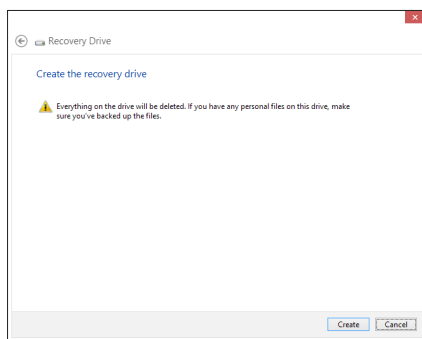 Recovery Drive
Create the recovery drive
Everything on the drive will be deleted. If you have any personal files on this drive, make
sure you've backed up the files.
Create Cancel